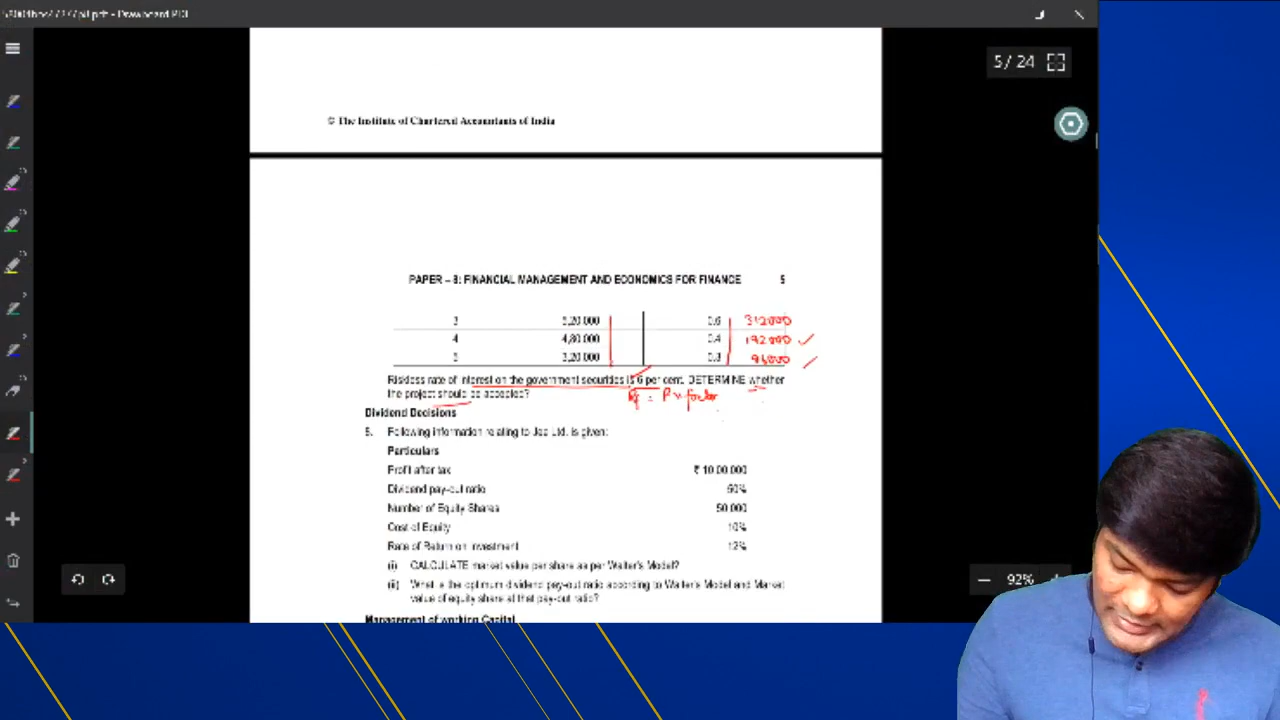 Drawboard PDF
5 / 24
© The Institute of Chartered Accountants of India
PAPER – 8: FINANCIAL MANAGEMENT AND ECONOMICS FOR FINANCE 5
3 5,20,000 0.6 312000
4 4,80,000 0.4 192000
5 3,20,000 0.3 96000
Riskless rate of interest on the government securities is 6 per cent. DETERMINE whether
the project should be accepted?
Rf = PV factor
Dividend Decisions
5. Following information relating to Jee Ltd. is given:
Particulars
Profit after tax ₹ 10,00,000
Dividend pay-out ratio 50%
Number of Equity Shares 50,000
Cost of Equity 10%
Rate of Return on Investment 12%
(i) CALCULATE market value per share as per Walter's Model?
(ii) What is the optimum dividend pay-out ratio according to Walter's Model and Market
value of equity share at that pay-out ratio?
Management of working Capital
92%